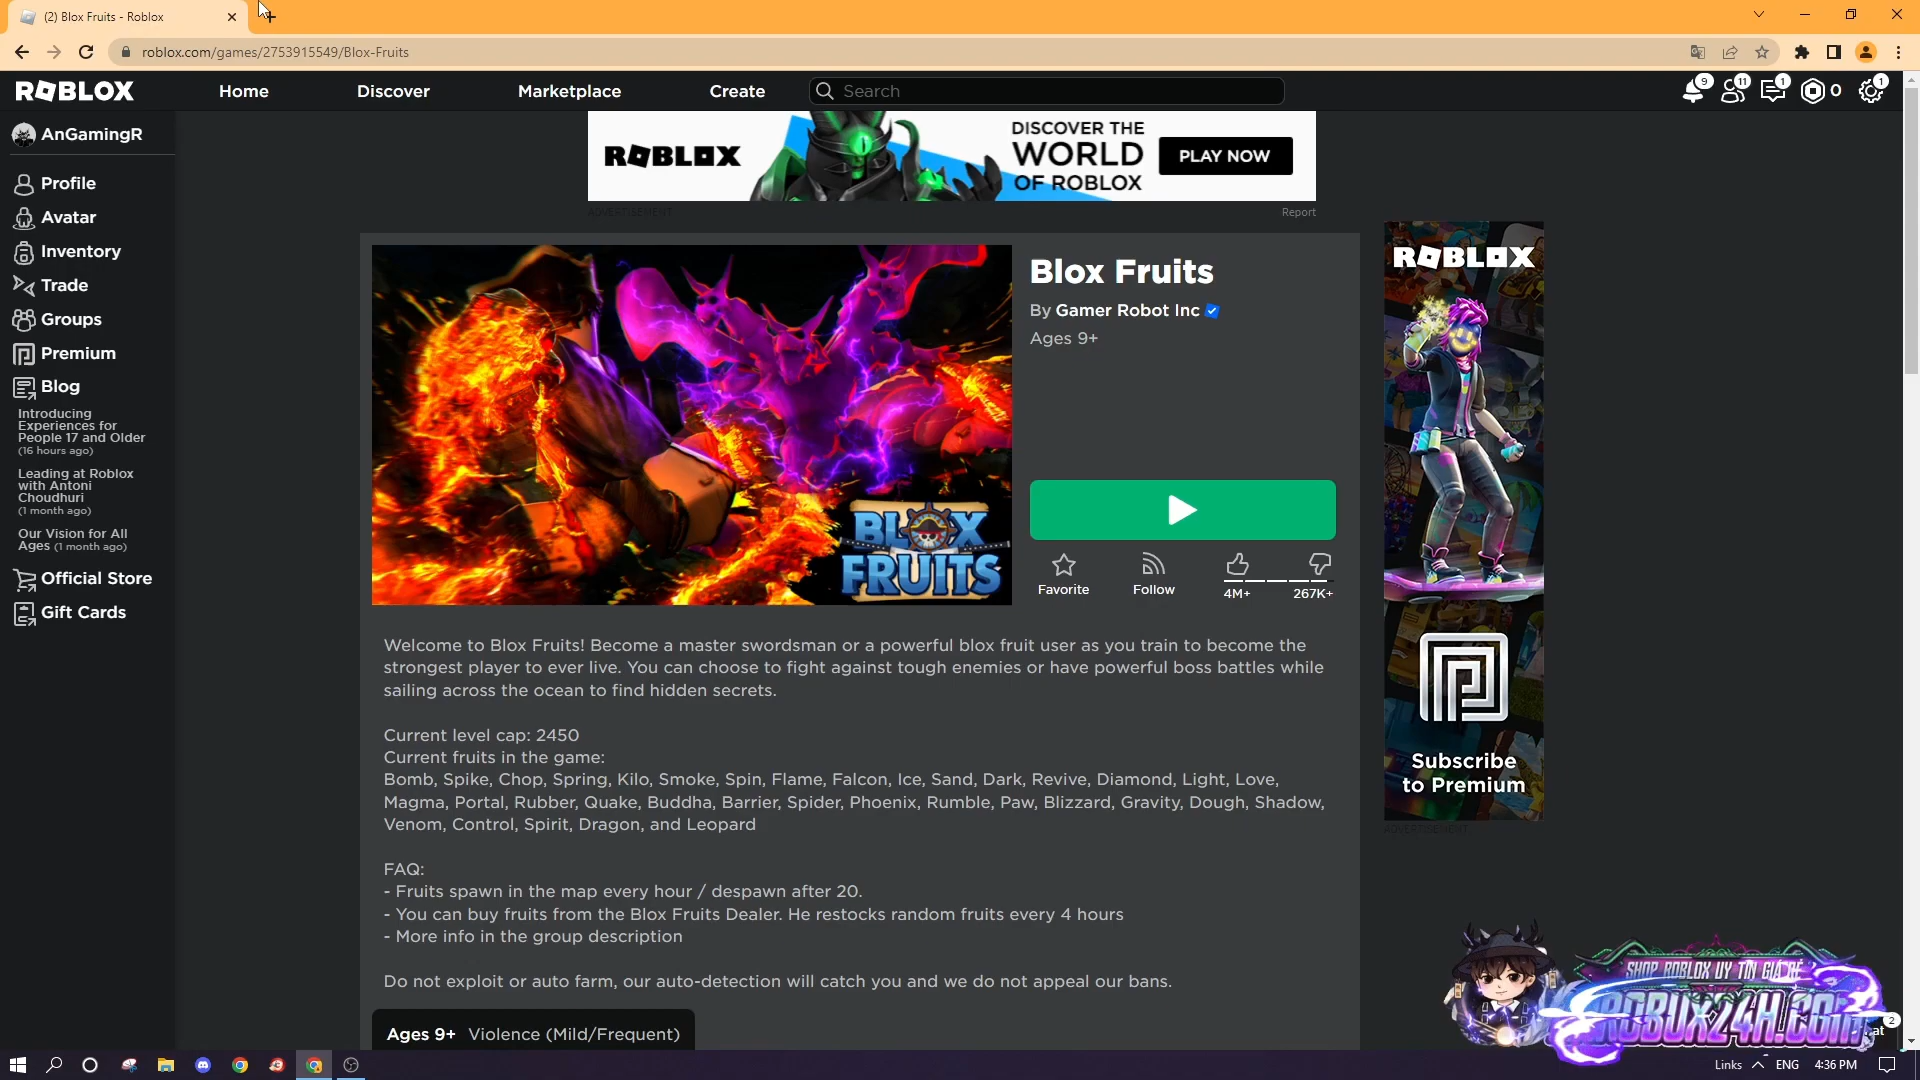 (2) Blox Fruits - Roblox
roblox.com/games/2753915549/Blox-Fruits
ROBLOX
Home
Discover
Marketplace
Create
Search
9
11
1
0
1
AnGamingR
Profile
Avatar
Inventory
Trade
Groups
Premium
Blog
Introducing
Experiences for
People 17 and Older
(16 hours ago)
Leading at Roblox
with Antoni
Choudhuri
(1 month ago)
Our Vision for All
Ages (1 month ago)
Official Store
Gift Cards
ROBLOX
DISCOVER THE
WORLD
OF ROBLOX
PLAY NOW
ADVERTISEMENT
Report
BLOX
FRUITS
Blox Fruits
By Gamer Robot Inc
Ages 9+
Favorite
Follow
4M+
267K+
Welcome to Blox Fruits! Become a master swordsman or a powerful blox fruit user as you train to become the
strongest player to ever live. You can choose to fight against tough enemies or have powerful boss battles while
sailing across the ocean to find hidden secrets.
Current level cap: 2450
Current fruits in the game:
Bomb, Spike, Chop, Spring, Kilo, Smoke, Spin, Flame, Falcon, Ice, Sand, Dark, Revive, Diamond, Light, Love,
Magma, Portal, Rubber, Quake, Buddha, Barrier, Spider, Phoenix, Rumble, Paw, Blizzard, Gravity, Dough, Shadow,
Venom, Control, Spirit, Dragon, and Leopard
FAQ:
- Fruits spawn in the map every hour / despawn after 20.
- You can buy fruits from the Blox Fruits Dealer. He restocks random fruits every 4 hours
- More info in the group description
Do not exploit or auto farm, our auto-detection will catch you and we do not appeal our bans.
Ages 9+ Violence (Mild/Frequent)
ROBLOX
Subscribe
to Premium
ADVERTISEMENT
SHOP ROBLOX UY TÍN GIÁ RẺ
ROBUX24H.COM
2
Links
ENG
4:36 PM